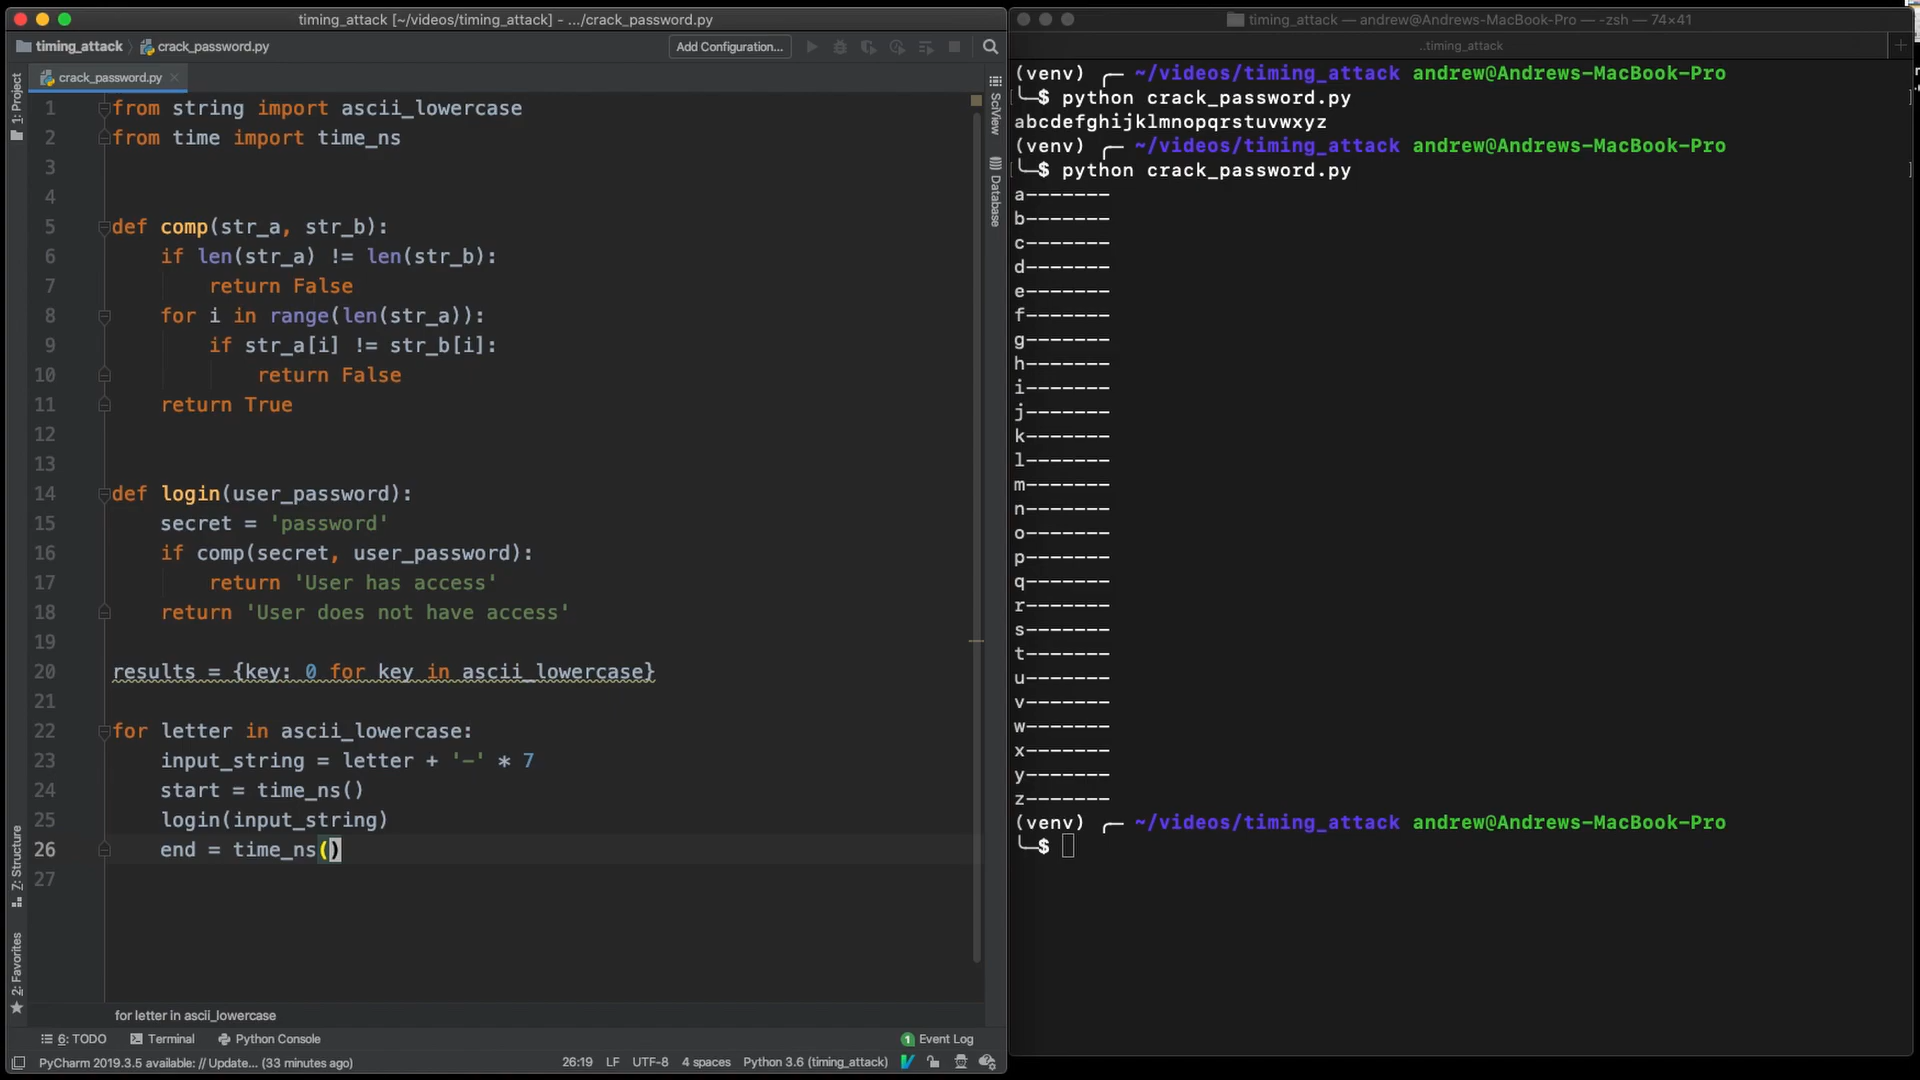 timing_attack [~/videos/timing_attack] - .../crack_password.py
timing_attack crack_password.py Add Configuration...
crack_password.py
1: Project
SciView
Database
7: Structure
2: Favorites
1 from string import ascii_lowercase
2 from time import time_ns
3
4
5 def comp(str_a, str_b):
6 if len(str_a) != len(str_b):
7 return False
8 for i in range(len(str_a)):
9 if str_a[i] != str_b[i]:
10 return False
11 return True
12
13
14 def login(user_password):
15 secret = 'password'
16 if comp(secret, user_password):
17 return 'User has access'
18 return 'User does not have access'
19
20 results = {key: 0 for key in ascii_lowercase}
21
22 for letter in ascii_lowercase:
23 input_string = letter + '-' * 7
24 start = time_ns()
25 login(input_string)
26 end = time_ns()
27
for letter in ascii_lowercase
6: TODO Terminal Python Console 1 Event Log
PyCharm 2019.3.5 available: // Update... (33 minutes ago) 26:19 LF UTF-8 4 spaces Python 3.6 (timing_attack)
timing_attack — andrew@Andrews-MacBook-Pro — -zsh — 74×41
..timing_attack
(venv) ╭─ ~/videos/timing_attack andrew@Andrews-MacBook-Pro
╰─$ python crack_password.py
abcdefghijklmnopqrstuvwxyz
(venv) ╭─ ~/videos/timing_attack andrew@Andrews-MacBook-Pro
╰─$ python crack_password.py
a-------
b-------
c-------
d-------
e-------
f-------
g-------
h-------
i-------
j-------
k-------
l-------
m-------
n-------
o-------
p-------
q-------
r-------
s-------
t-------
u-------
v-------
w-------
x-------
y-------
z-------
(venv) ╭─ ~/videos/timing_attack andrew@Andrews-MacBook-Pro
╰─$